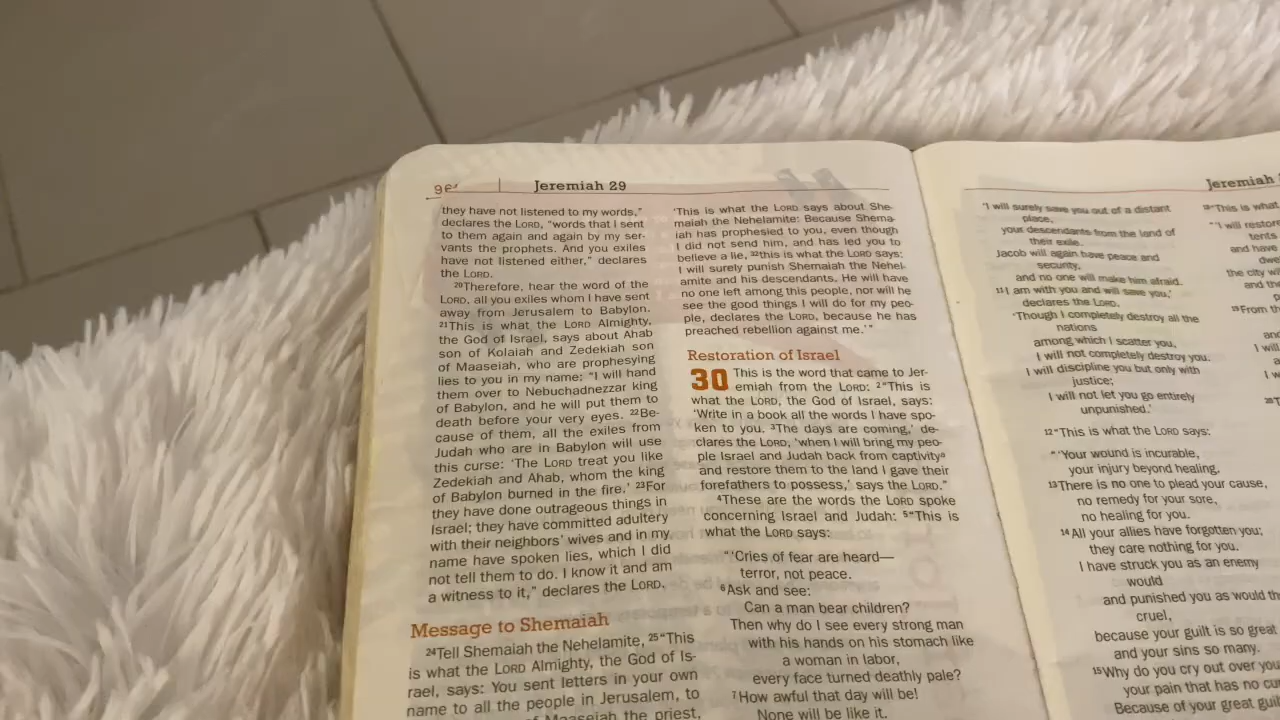 Jeremiah 29
they have not listened to my words,"
declares the LORD, "words that I sent
to them again and again by my ser-
vants the prophets. And you exiles
have not listened either," declares
the LORD.
20Therefore, hear the word of the
LORD, all you exiles whom I have sent
away from Jerusalem to Babylon.
21This is what the LORD Almighty,
the God of Israel, says about Ahab
son of Kolaiah and Zedekiah son
of Maaseiah, who are prophesying
lies to you in my name: "I will hand
them over to Nebuchadnezzar king
of Babylon, and he will put them to
death before your very eyes. 22Be-
cause of them, all the exiles from
Judah who are in Babylon will use
this curse: 'The LORD treat you like
Zedekiah and Ahab, whom the king
of Babylon burned in the fire.' 23For
they have done outrageous things in
Israel; they have committed adultery
with their neighbors' wives and in my
name have spoken lies, which I did
not tell them to do. I know it and am
a witness to it," declares the LORD.
Message to Shemaiah
24Tell Shemaiah the Nehelamite, 25"This
is what the LORD Almighty, the God of Is-
rael, says: You sent letters in your own
name to all the people in Jerusalem, to
of Maaseiah the priest,
'This is what the LORD says about She-
maiah the Nehelamite: Because Shema-
iah has prophesied to you, even though
I did not send him, and has led you to
believe a lie, 32this is what the LORD says:
I will surely punish Shemaiah the Nehel-
amite and his descendants. He will have
no one left among this people, nor will he
see the good things I will do for my peo-
ple, declares the LORD, because he has
preached rebellion against me.'"
Restoration of Israel
30 This is the word that came to Jer-
emiah from the LORD: 2"This is
what the LORD, the God of Israel, says:
'Write in a book all the words I have spo-
ken to you. 3The days are coming,' de-
clares the LORD, 'when I will bring my peo-
ple Israel and Judah back from captivitya
and restore them to the land I gave their
forefathers to possess,' says the LORD."
4These are the words the LORD spoke
concerning Israel and Judah: 5"This is
what the LORD says:
"'Cries of fear are heard—
terror, not peace.
6Ask and see:
Can a man bear children?
Then why do I see every strong man
with his hands on his stomach like
a woman in labor,
every face turned deathly pale?
7How awful that day will be!
None will be like it.
Jeremiah
'I will surely save you out of a distant
place,
your descendants from the land of
their exile.
Jacob will again have peace and
security,
and no one will make him afraid.
11I am with you and will save you,'
declares the LORD.
'Though I completely destroy all the
nations
among which I scatter you,
I will not completely destroy you.
I will discipline you but only with
justice;
I will not let you go entirely
unpunished.'
12"This is what the LORD says:
"'Your wound is incurable,
your injury beyond healing.
13There is no one to plead your cause,
no remedy for your sore,
no healing for you.
14All your allies have forgotten you;
they care nothing for you.
I have struck you as an enemy
would
and punished you as would the
cruel,
because your guilt is so great
and your sins so many.
15Why do you cry out over your
your pain that has no cure
Because of your great guilt
"This is what
"'I will restore
tents
and have
the city wi
and the
From th
and
I will
I w